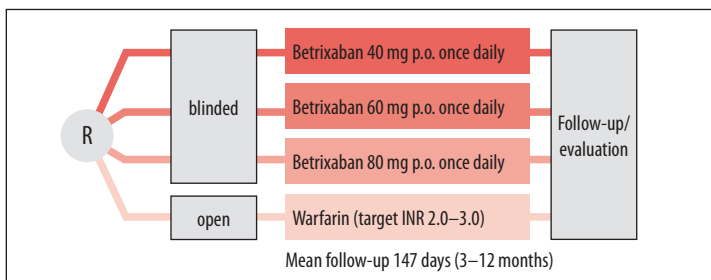 R
blinded
open
Betrixaban 40 mg p.o. once daily
Betrixaban 60 mg p.o. once daily
Betrixaban 80 mg p.o. once daily
Warfarin (target INR 2.0–3.0)
Follow-up/
evaluation
Mean follow-up 147 days (3–12 months)